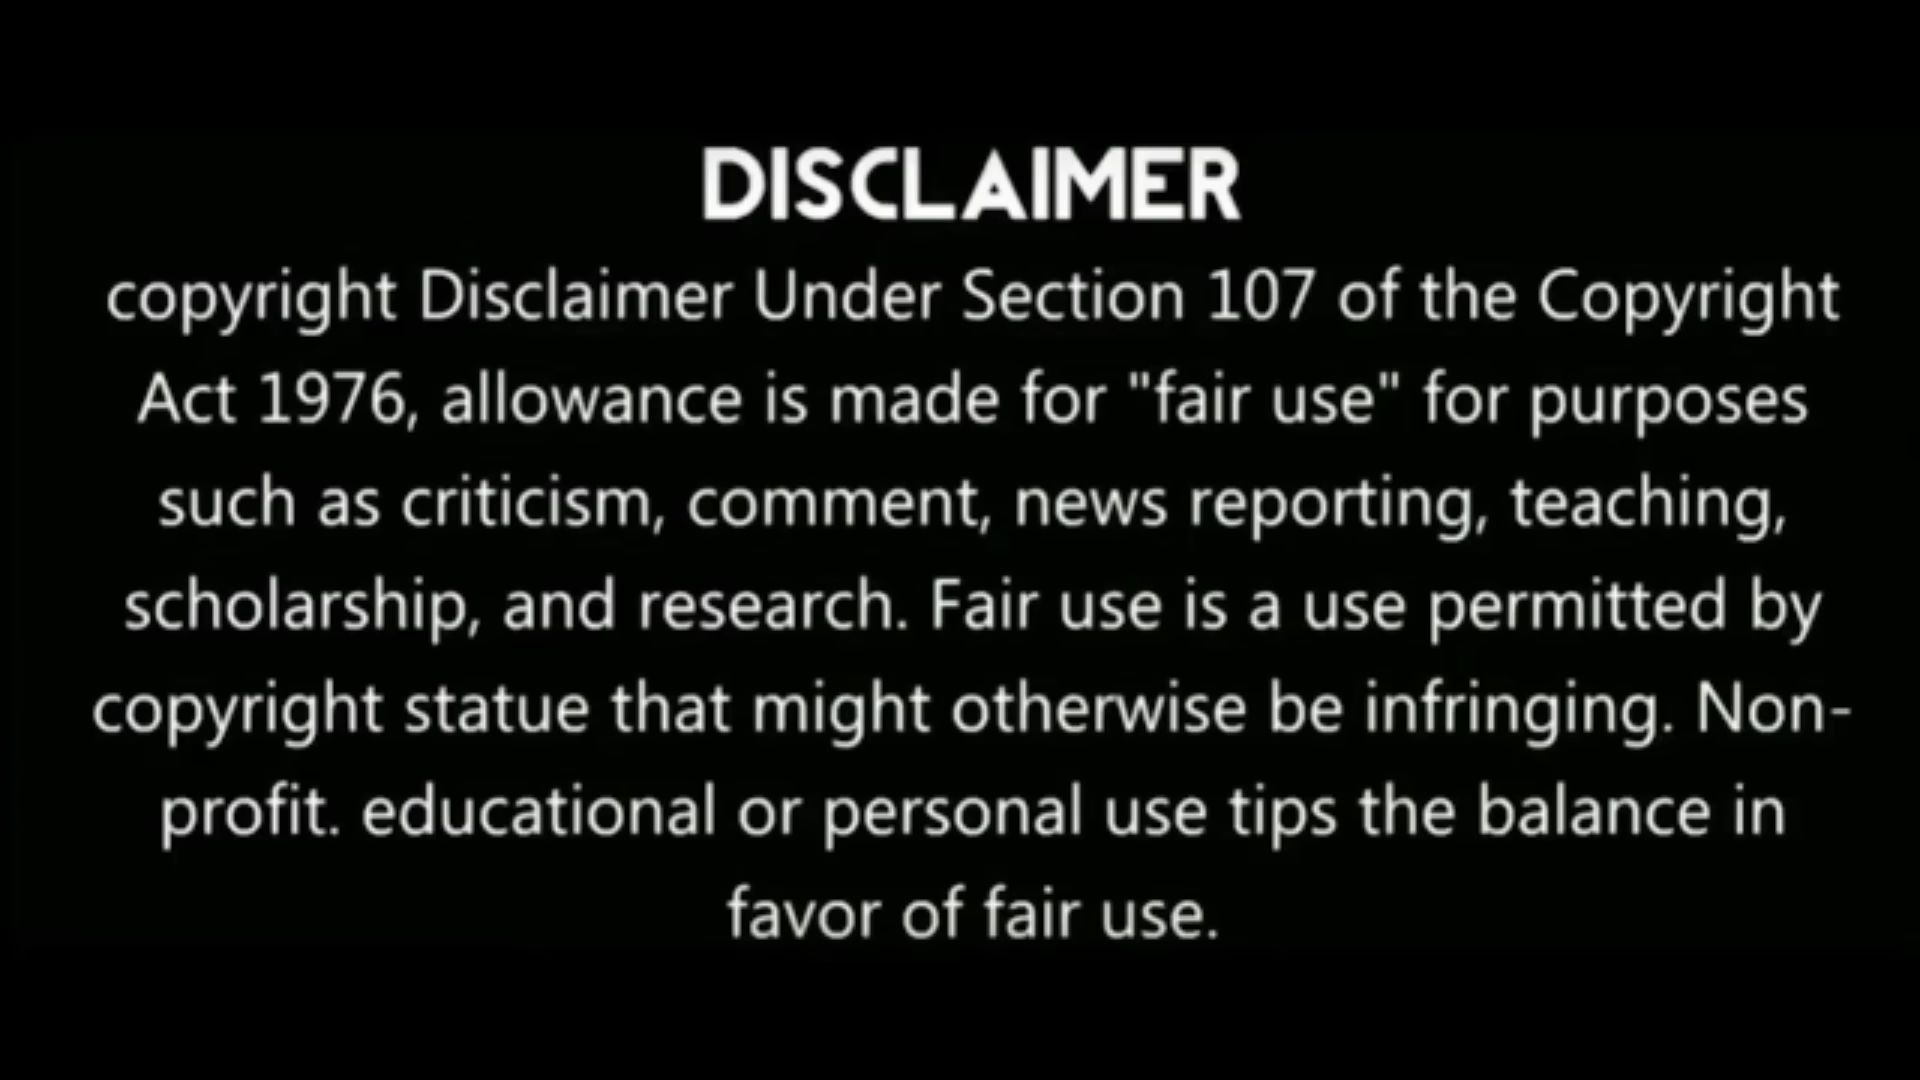 DISCLAIMER
copyright Disclaimer Under Section 107 of the Copyright
Act 1976, allowance is made for "fair use" for purposes
such as criticism, comment, news reporting, teaching,
scholarship, and research. Fair use is a use permitted by
copyright statue that might otherwise be infringing. Non-
profit. educational or personal use tips the balance in
favor of fair use.